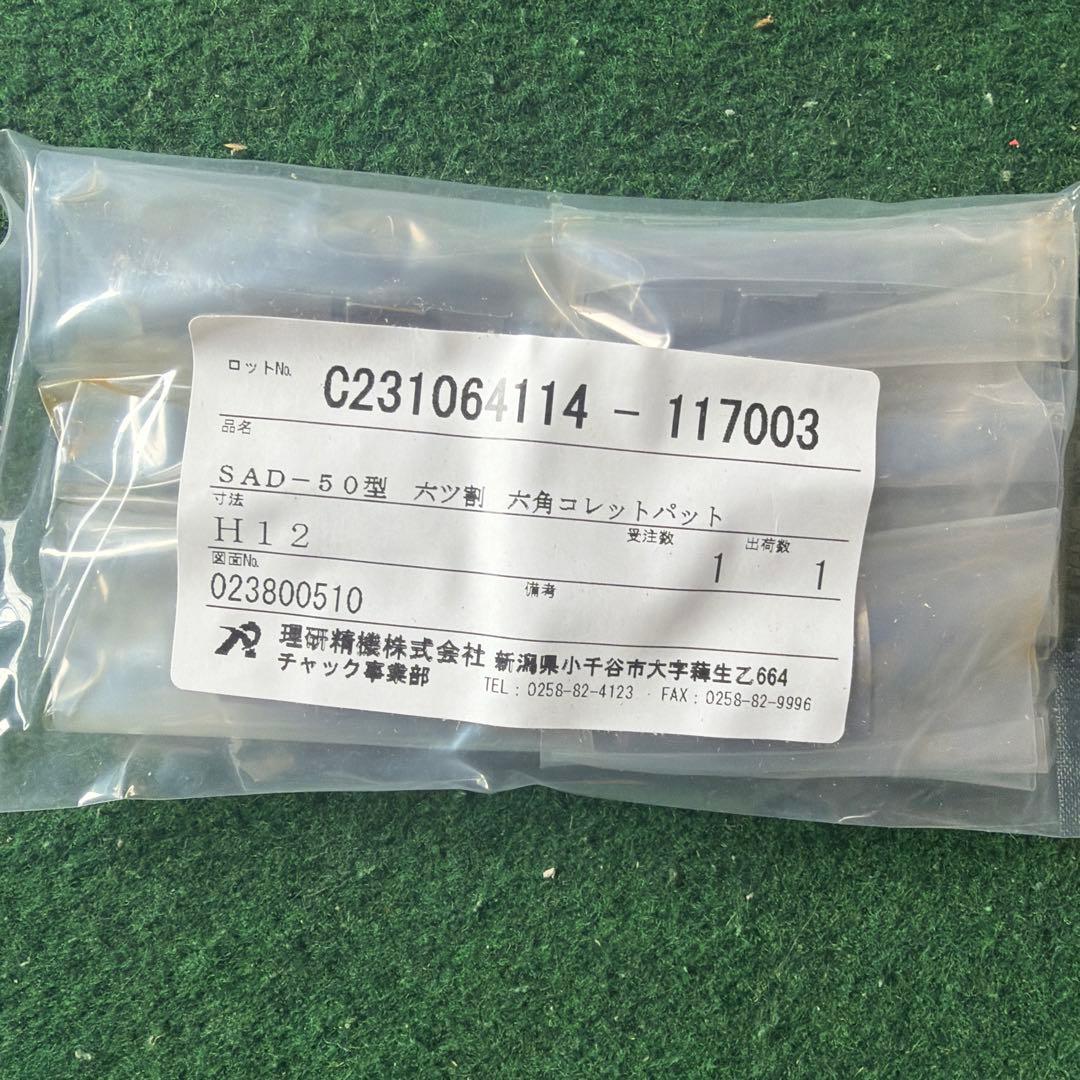 ロットNo. C231064114 - 117003
品名
SAD-50型 六ツ割 六角コレットパット
寸法 受注数 出荷数
H12 1 1
図面No. 備考
023800510
理研精機株式会社 新潟県小千谷市大字薭生乙664
チャック事業部 TEL:0258-82-4123 FAX:0258-82-9996